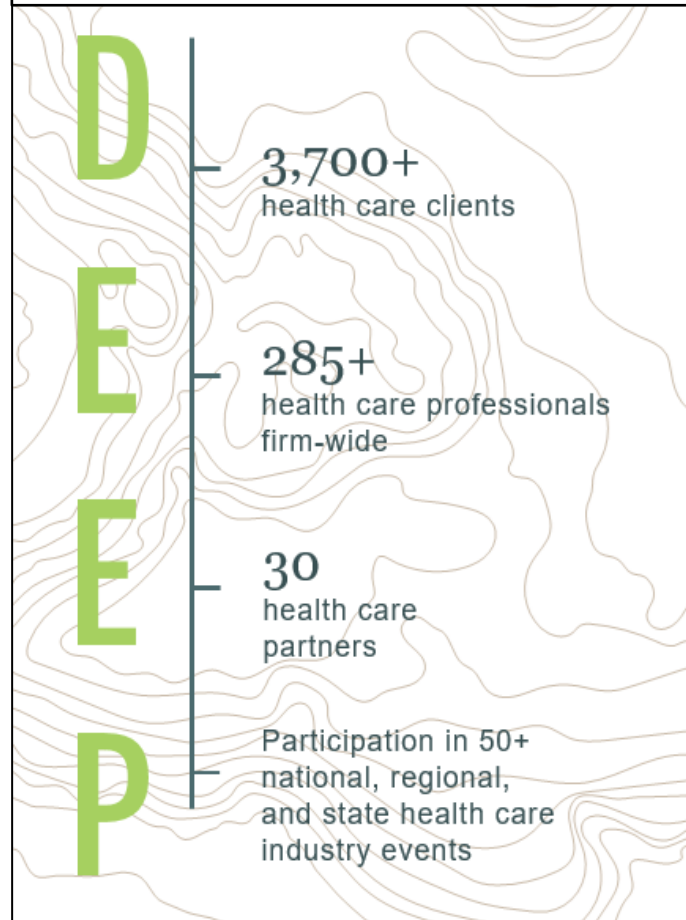 DEEP
3,700+
health care clients
285+
health care professionals
firm-wide
30
health care
partners
Participation in 50+
national, regional,
and state health care
industry events